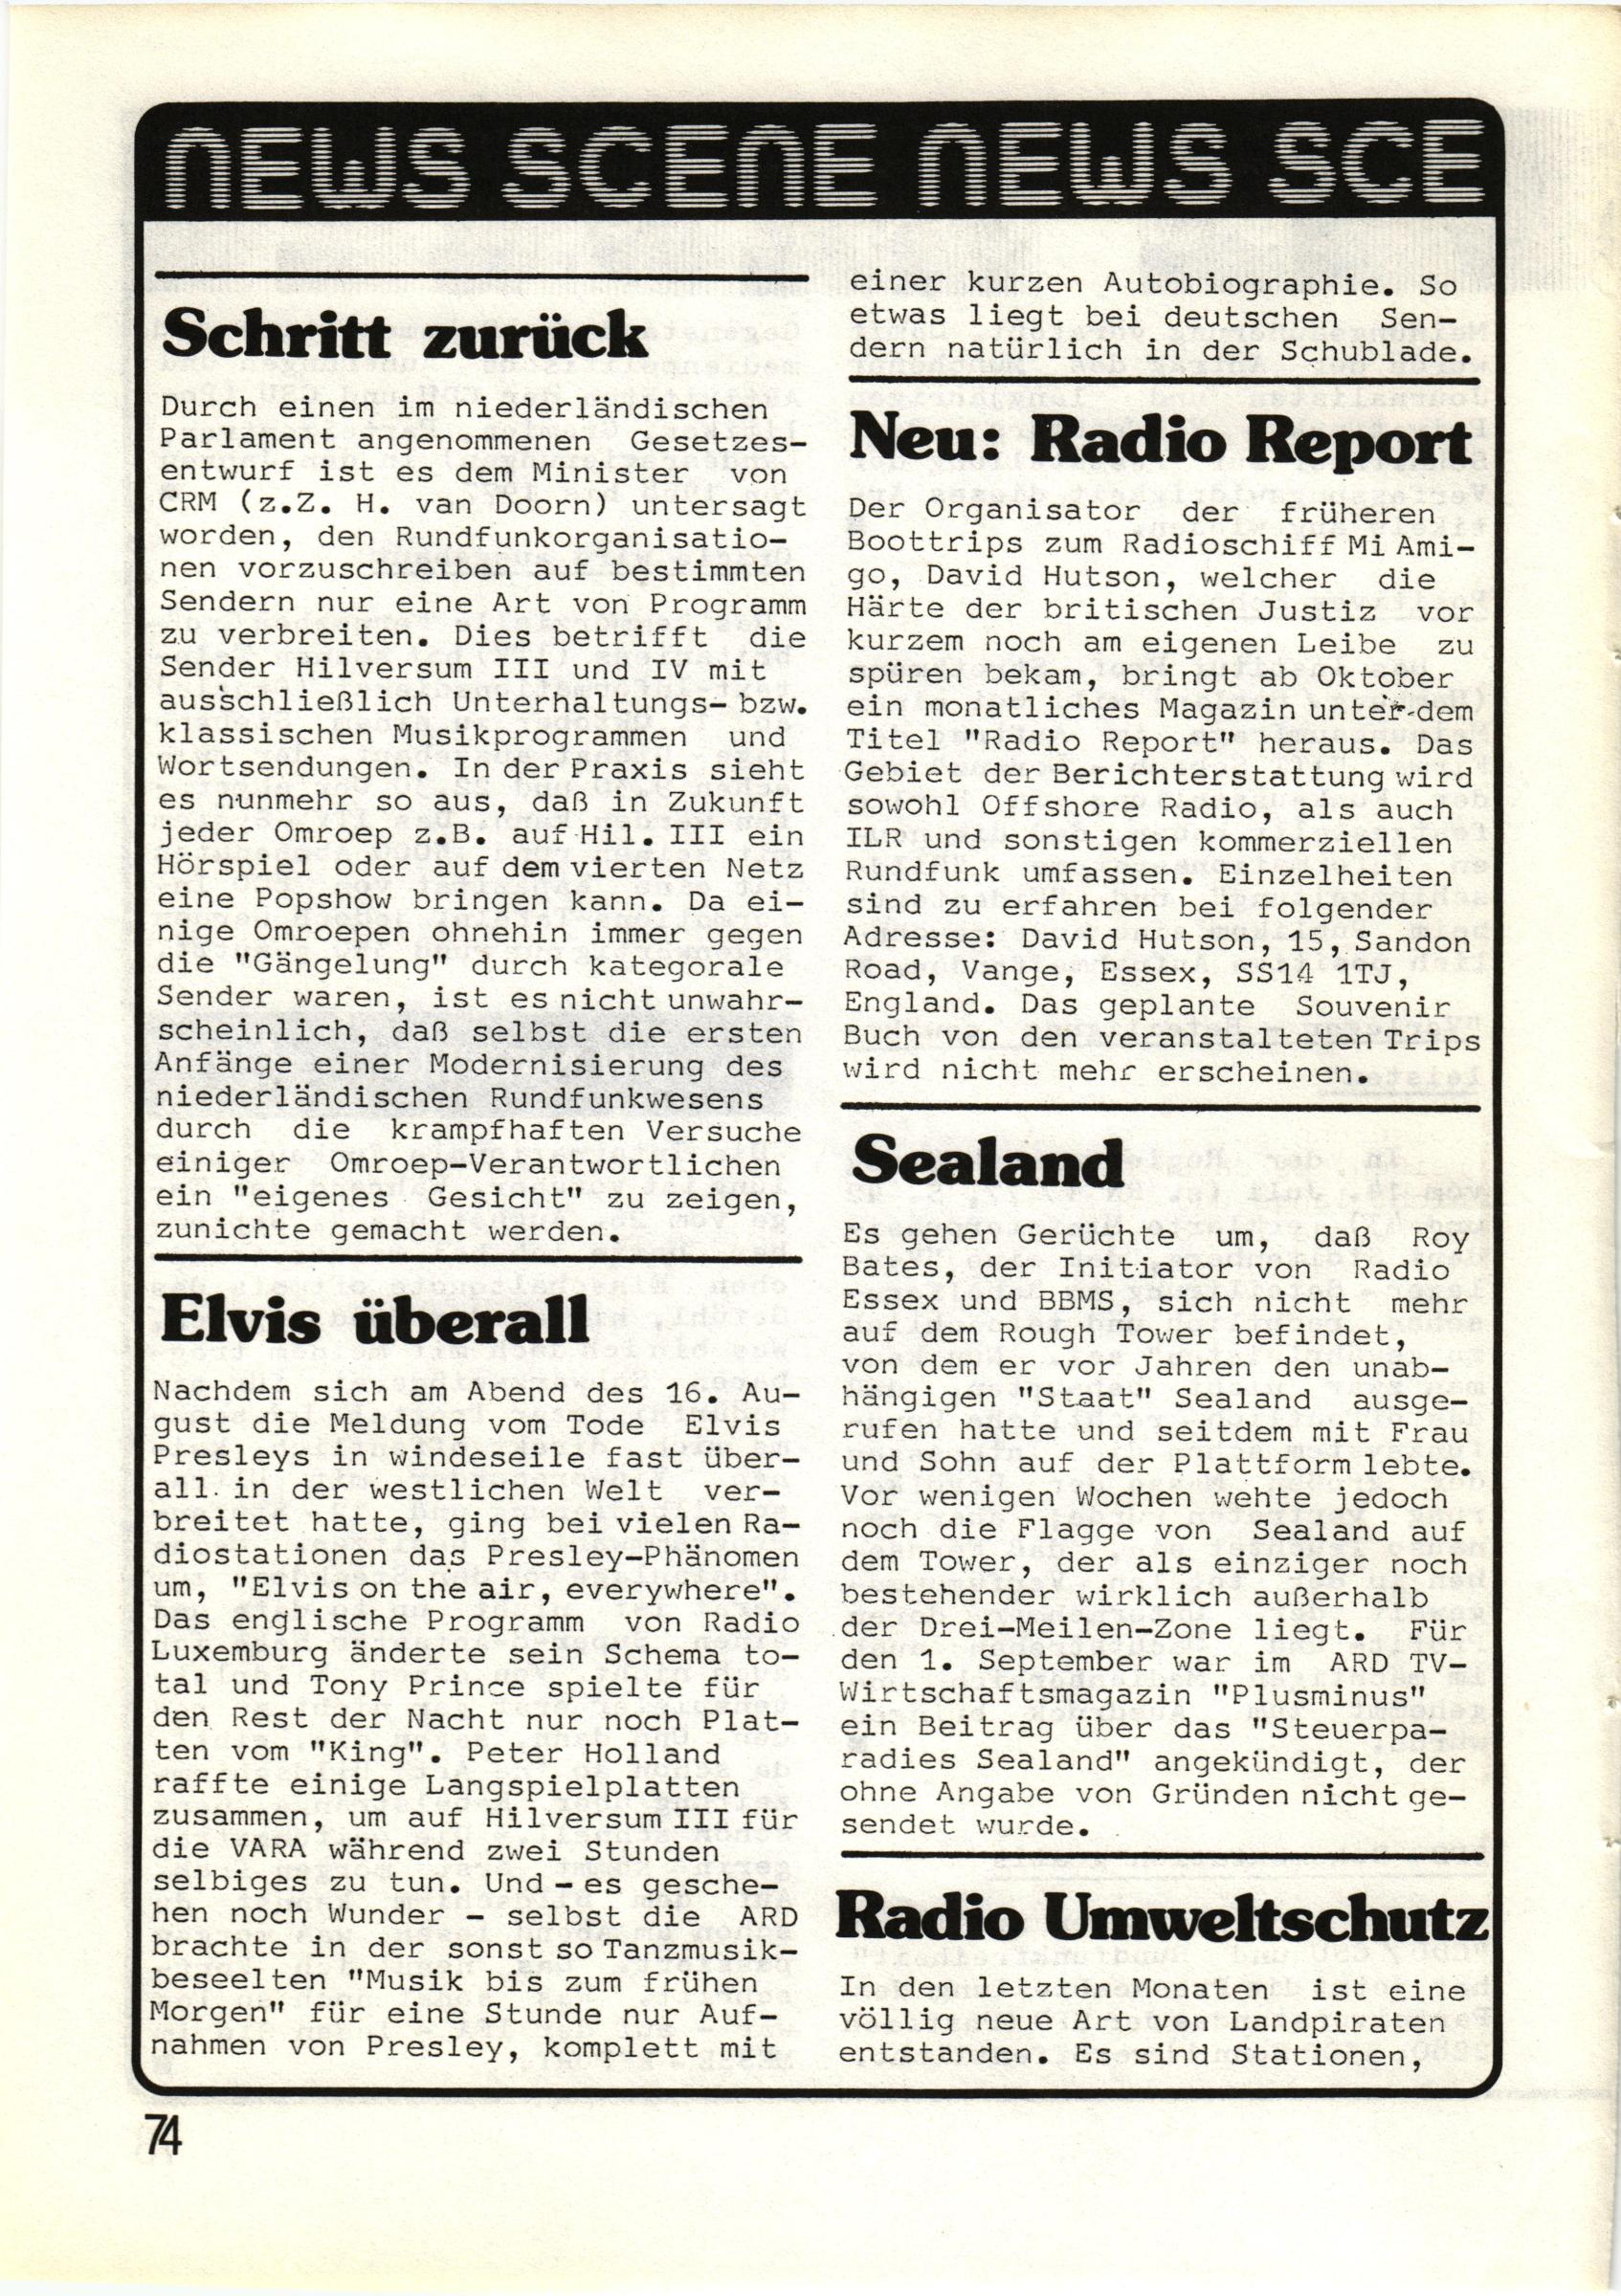 NEWS SCENE NEWS SCE
Schritt zurück
Durch einen im niederländischen
Parlament angenommenen Gesetzes-
entwurf ist es dem Minister von
CRM (z.Z. H. van Doorn) untersagt
worden, den Rundfunkorganisatio-
nen vorzuschreiben auf bestimmten
Sendern nur eine Art von Programm
zu verbreiten. Dies betrifft die
Sender Hilversum III und IV mit
ausschließlich Unterhaltungs- bzw.
klassischen Musikprogrammen und
Wortsendungen. In der Praxis sieht
es nunmehr so aus, daß in Zukunft
jeder Omroep z.B. auf Hil. III ein
Hörspiel oder auf dem vierten Netz
eine Popshow bringen kann. Da ei-
nige Omroepen ohnehin immer gegen
die "Gängelung" durch kategorale
Sender waren, ist es nicht unwahr-
scheinlich, daß selbst die ersten
Anfänge einer Modernisierung des
niederländischen Rundfunkwesens
durch die krampfhaften Versuche
einiger Omroep-Verantwortlichen
ein "eigenes Gesicht" zu zeigen,
zunichte gemacht werden.
Elvis überall
Nachdem sich am Abend des 16. Au-
gust die Meldung vom Tode Elvis
Presleys in windeseile fast über-
all in der westlichen Welt ver-
breitet hatte, ging bei vielen Ra-
diostationen das Presley-Phänomen
um, "Elvis on the air, everywhere".
Das englische Programm von Radio
Luxemburg änderte sein Schema to-
tal und Tony Prince spielte für
den Rest der Nacht nur noch Plat-
ten vom "King". Peter Holland
raffte einige Langspielplatten
zusammen, um auf Hilversum III für
die VARA während zwei Stunden
selbiges zu tun. Und - es gesche-
hen noch Wunder - selbst die ARD
brachte in der sonst so Tanzmusik-
beseelten "Musik bis zum frühen
Morgen" für eine Stunde nur Auf-
nahmen von Presley, komplett mit
einer kurzen Autobiographie. So
etwas liegt bei deutschen Sen-
dern natürlich in der Schublade.
Neu: Radio Report
Der Organisator der früheren
Boottrips zum Radioschiff Mi Ami-
go, David Hutson, welcher die
Härte der britischen Justiz vor
kurzem noch am eigenen Leibe zu
spüren bekam, bringt ab Oktober
ein monatliches Magazin unter dem
Titel "Radio Report" heraus. Das
Gebiet der Berichterstattung wird
sowohl Offshore Radio, als auch
ILR und sonstigen kommerziellen
Rundfunk umfassen. Einzelheiten
sind zu erfahren bei folgender
Adresse: David Hutson, 15, Sandon
Road, Vange, Essex, SS14 1TJ,
England. Das geplante Souvenir
Buch von den veranstalteten Trips
wird nicht mehr erscheinen.
Sealand
Es gehen Gerüchte um, daß Roy
Bates, der Initiator von Radio
Essex und BBMS, sich nicht mehr
auf dem Rough Tower befindet,
von dem er vor Jahren den unab-
hängigen "Staat" Sealand ausge-
rufen hatte und seitdem mit Frau
und Sohn auf der Plattform lebte.
Vor wenigen Wochen wehte jedoch
noch die Flagge von Sealand auf
dem Tower, der als einziger noch
bestehender wirklich außerhalb
der Drei-Meilen-Zone liegt. Für
den 1. September war im ARD TV-
Wirtschaftsmagazin "Plusminus"
ein Beitrag über das "Steuerpa-
radies Sealand" angekündigt, der
ohne Angabe von Gründen nicht ge-
sendet wurde.
Radio Umweltschutz
In den letzten Monaten ist eine
völlig neue Art von Landpiraten
entstanden. Es sind Stationen,
74